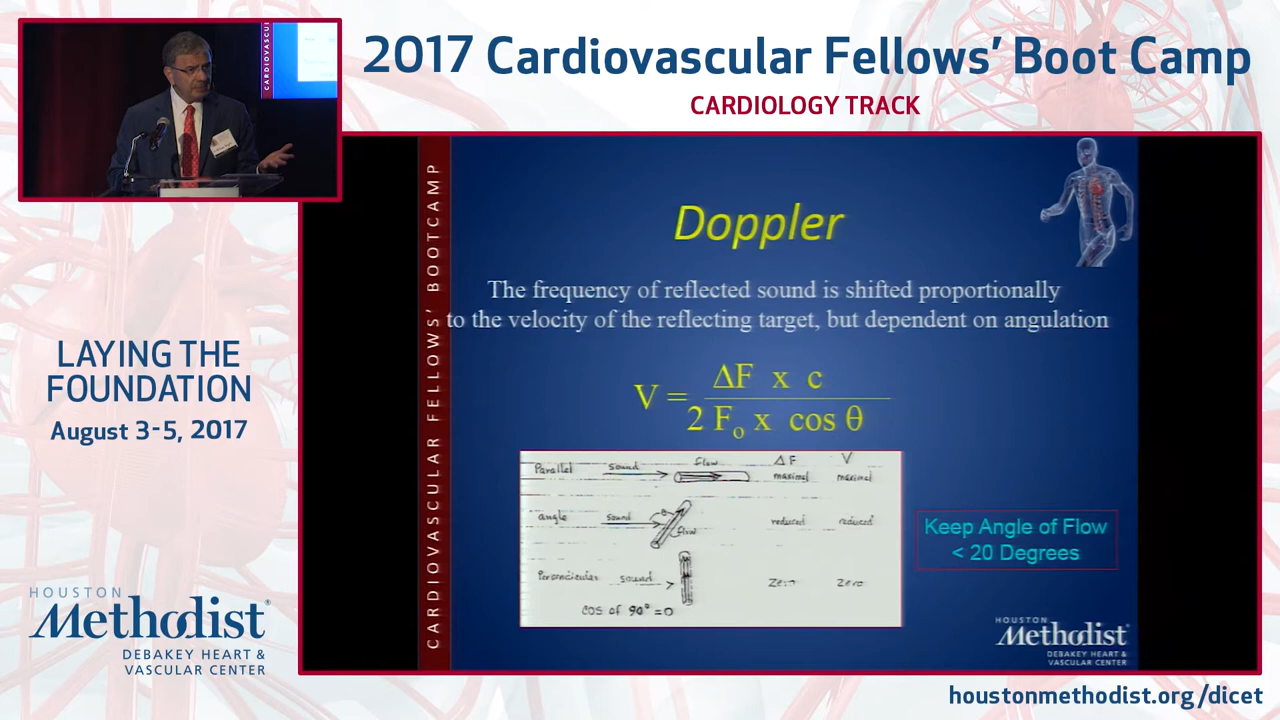 2017 Cardiovascular Fellows’ Boot Camp
CARDIOLOGY TRACK
CARDIOVASCU
LAYING THE
FOUNDATION
August 3-5, 2017
HOUSTON
Methodist®
DEBAKEY HEART &
VASCULAR CENTER
CARDIOVASCULAR FELLOWS’ BOOTCAMP
Doppler
The frequency of reflected sound is shifted proportionally
to the velocity of the reflecting target, but dependent on angulation
V = ΔF x c
2 Fo x cos θ
flow ΔF V
Parallel sound maximal maximal
angle sound θ reduced reduced
flow
sound zero zero
cos of 90° = 0
Keep Angle of Flow
< 20 Degrees
HOUSTON
Methodist
DEBAKEY HEART &
VASCULAR CENTER
houstonmethodist.org/dicet